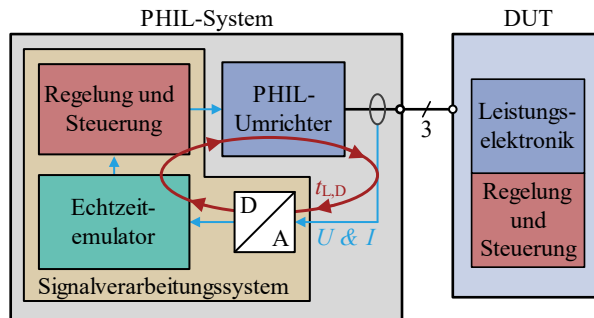 PHIL-System
DUT
Regelung und
Steuerung
PHIL-
Umrichter
3
Leistungs-
elektronik
Regelung
und
Steuerung
Echtzeit-
emulator
D
A
t_L,D
U & I
Signalverarbeitungssystem